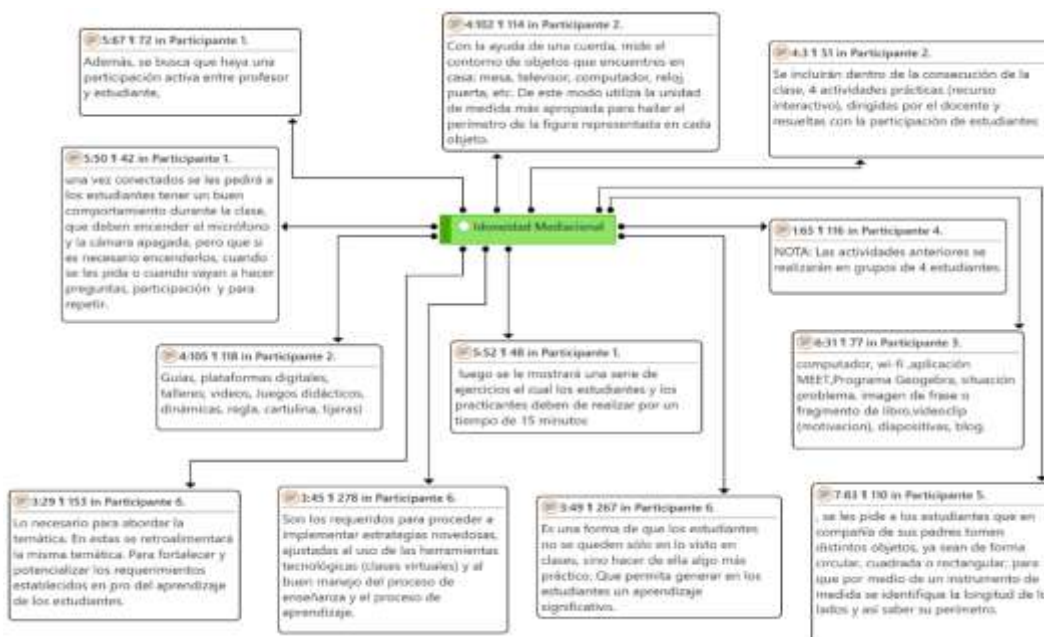 5:67 ¶ 72 in Participante 1.
Además, se busca que haya una
participación activa entre profesor
y estudiante.
4:102 ¶ 114 in Participante 2.
Con la ayuda de una cuerda, mide el
contorno de objetos que encuentres en
casa: mesa, televisor, computador, reloj,
puerta, etc. De este modo utiliza la unidad
de medida más apropiada para hallar el
perímetro de la figura representada en cada
objeto.
4:3 ¶ 51 in Participante 2.
Se incluirán dentro de la consecución de la
clase, 4 actividades prácticas (recurso
interactivo), dirigidas por el docente y
resueltas con la participación de estudiantes
5:50 ¶ 42 in Participante 1.
una vez conectados se les pedirá a
los estudiantes tener un buen
comportamiento durante la clase,
que deben encender el micrófono
y la cámara apagada, pero que si
es necesario encenderlos, cuando
se les pida o cuando vayan a hacer
preguntas, participación y para
repetir.
Idoneidad Mediacional
1:65 ¶ 116 in Participante 4.
NOTA: Las actividades anteriores se
realizarán en grupos de 4 estudiantes.
4:105 ¶ 118 in Participante 2.
Guías, plataformas digitales,
talleres, videos, Juegos didácticos,
dinámicas, regla, cartulina, tijeras)
5:52 ¶ 48 in Participante 1.
luego se le mostrará una serie de
ejercicios el cual los estudiantes y los
practicantes deben de realizar por un
tiempo de 15 minutos
6:31 ¶ 77 in Participante 3.
computador, wi-fi ,aplicación
MEET,Programa Geogebra, situación
problema, imagen de frase o
fragmento de libro,videoclip
(motivacion), diapositivas, blog.
3:29 ¶ 153 in Participante 6.
Lo necesario para abordar la
temática. En estas se retroalimentará
la misma temática. Para fortalecer y
potencializar los requerimientos
establecidos en pro del aprendizaje
de los estudiantes.
3:45 ¶ 278 in Participante 6.
Son los requeridos para proceder a
implementar estrategias novedosas,
ajustadas al uso de las herramientas
tecnológicas (clases virtuales) y al
buen manejo del proceso de
enseñanza y el proceso de
aprendizaje.
3:49 ¶ 267 in Participante 6.
Es una forma de que los estudiantes
no se queden sólo en lo visto en
clases, sino hacer de ella algo más
práctico. Que permita generar en los
estudiantes un aprendizaje
significativo.
7:83 ¶ 110 in Participante 5.
, se les pide a los estudiantes que en
compañía de sus padres tomen
distintos objetos, ya sean de forma
circular, cuadrada o rectangular, para
que por medio de un instrumento de
medida se identifique la longitud de lo
lados y así saber su perímetro.